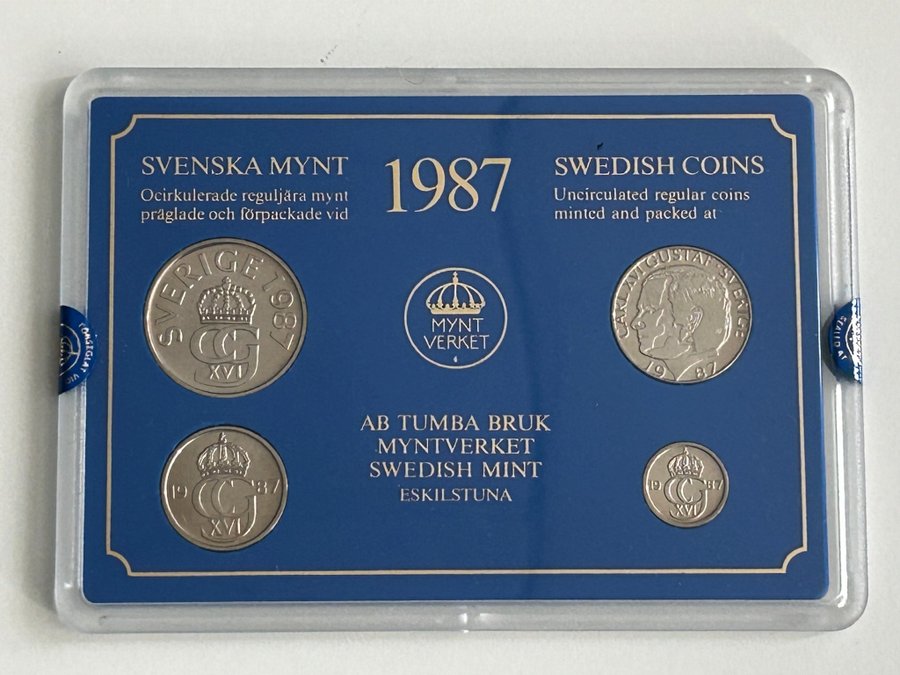 SVENSKA MYNT
Ocirkulerade reguljära mynt
präglade och förpackade vid
1987
SWEDISH COINS
Uncirculated regular coins
minted and packed at
SVERIGE 1987
CG
XVI
MYNT
VERKET
CARL XVI GUSTAF SVERIGE
19 87
AB TUMBA BRUK
MYNTVERKET
SWEDISH MINT
ESKILSTUNA
19 87
CG
XVI
19 87
CG
XVI